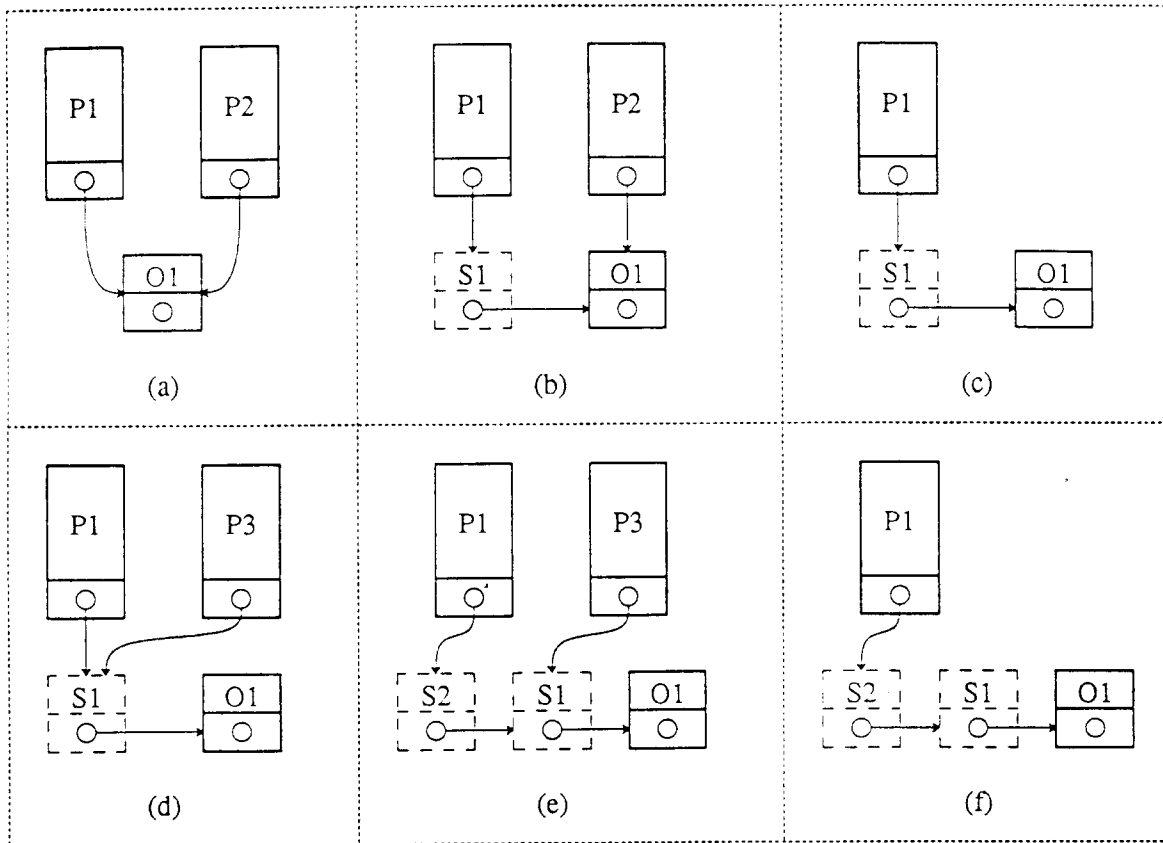 P1 P2
O1
(a)
P1 P2
S1 O1
(b)
P1
S1 O1
(c)
P1 P3
S1 O1
(d)
P1 P3
S2 S1 O1
(e)
P1
S2 S1 O1
(f)